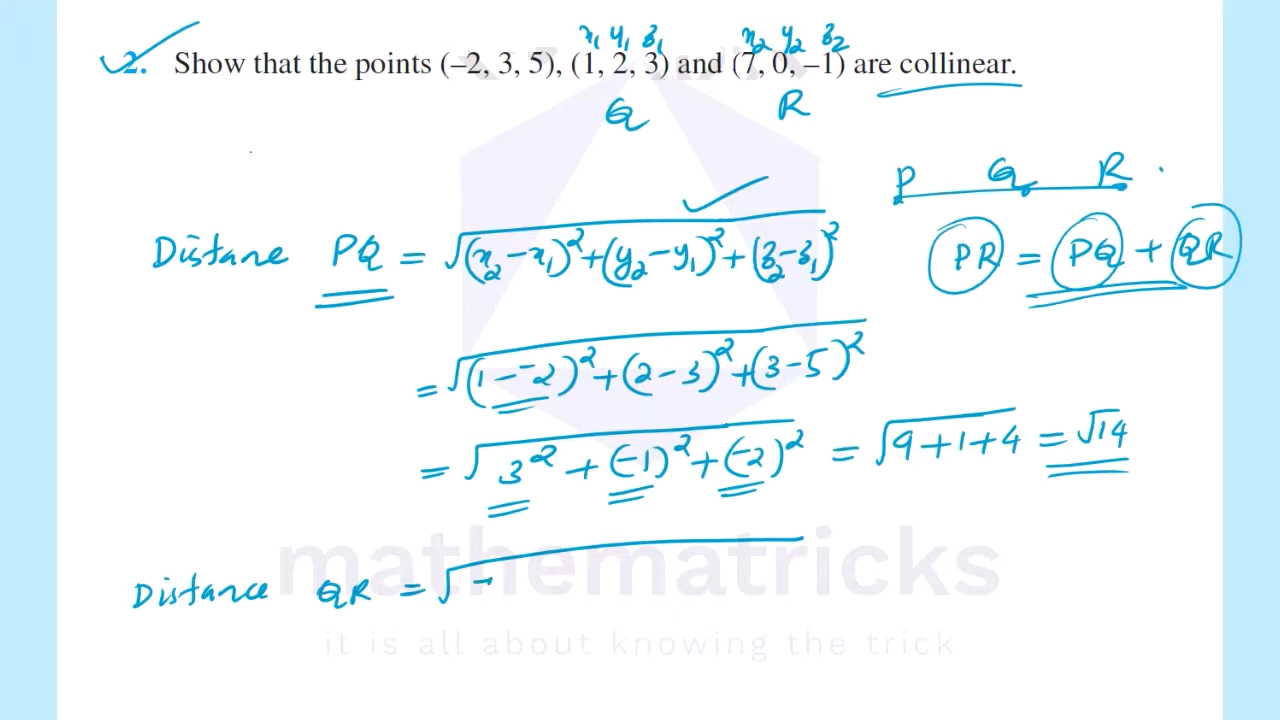 x₁ y₁ z₁ x₂ y₂ z₂
2. Show that the points (–2, 3, 5), (1, 2, 3) and (7, 0, –1) are collinear.
Q R
P Q R
Distane PQ = √(x₂ – x₁)² + (y₂ – y₁)² + (z₂ – z₁)²
PR = PQ + QR
= √(1 – –2)² + (2 – 3)² + (3 – 5)²
= √3² + (–1)² + (–2)² = √9 + 1 + 4 = √14
mathematricks
Distance QR = √
it is all about knowing the trick